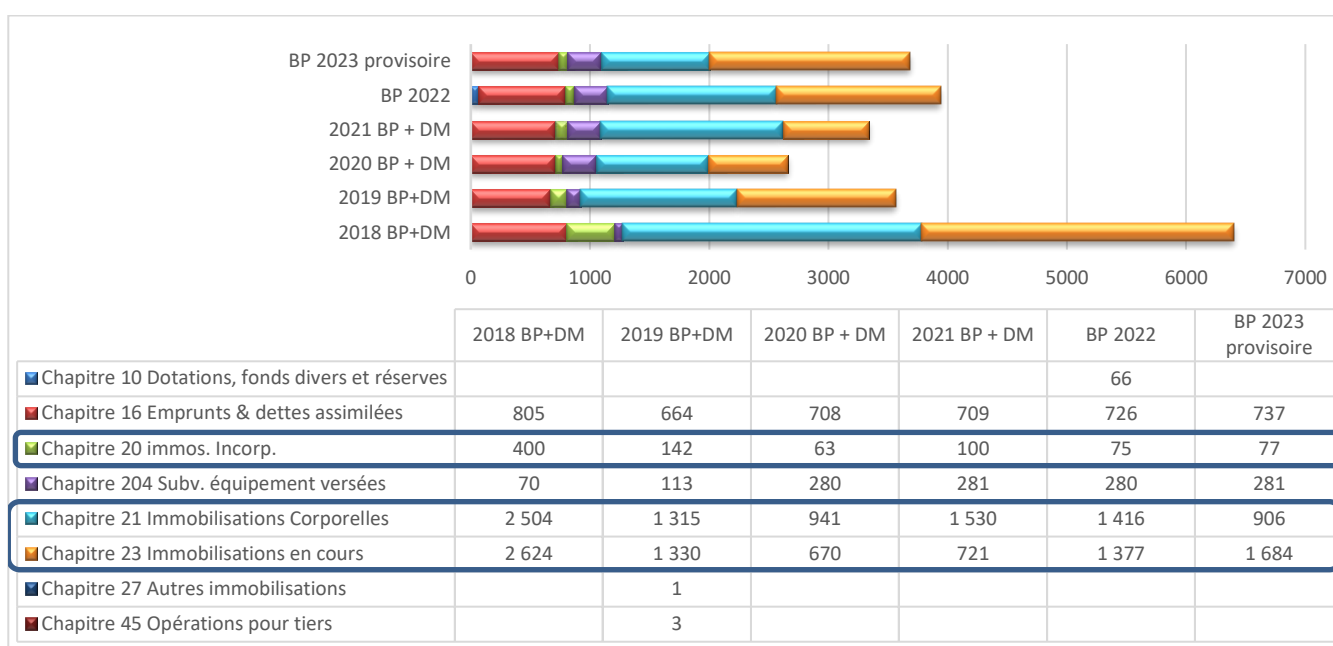 BP 2023 provisoire
BP 2022
2021 BP + DM
2020 BP + DM
2019 BP+DM
2018 BP+DM
0 1000 2000 3000 4000 5000 6000 7000
2018 BP+DM 2019 BP+DM 2020 BP + DM 2021 BP + DM BP 2022 BP 2023 provisoire
Chapitre 10 Dotations, fonds divers et réserves 66
Chapitre 16 Emprunts & dettes assimilées 805 664 708 709 726 737
Chapitre 20 immos. Incorp. 400 142 63 100 75 77
Chapitre 204 Subv. équipement versées 70 113 280 281 280 281
Chapitre 21 Immobilisations Corporelles 2 504 1 315 941 1 530 1 416 906
Chapitre 23 Immobilisations en cours 2 624 1 330 670 721 1 377 1 684
Chapitre 27 Autres immobilisations 1
Chapitre 45 Opérations pour tiers 3